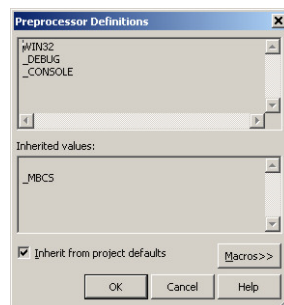 Preprocessor Definitions
WIN32
_DEBUG
_CONSOLE
Inherited values:
_MBCS
Inherit from project defaults
Macros>>
OK Cancel Help